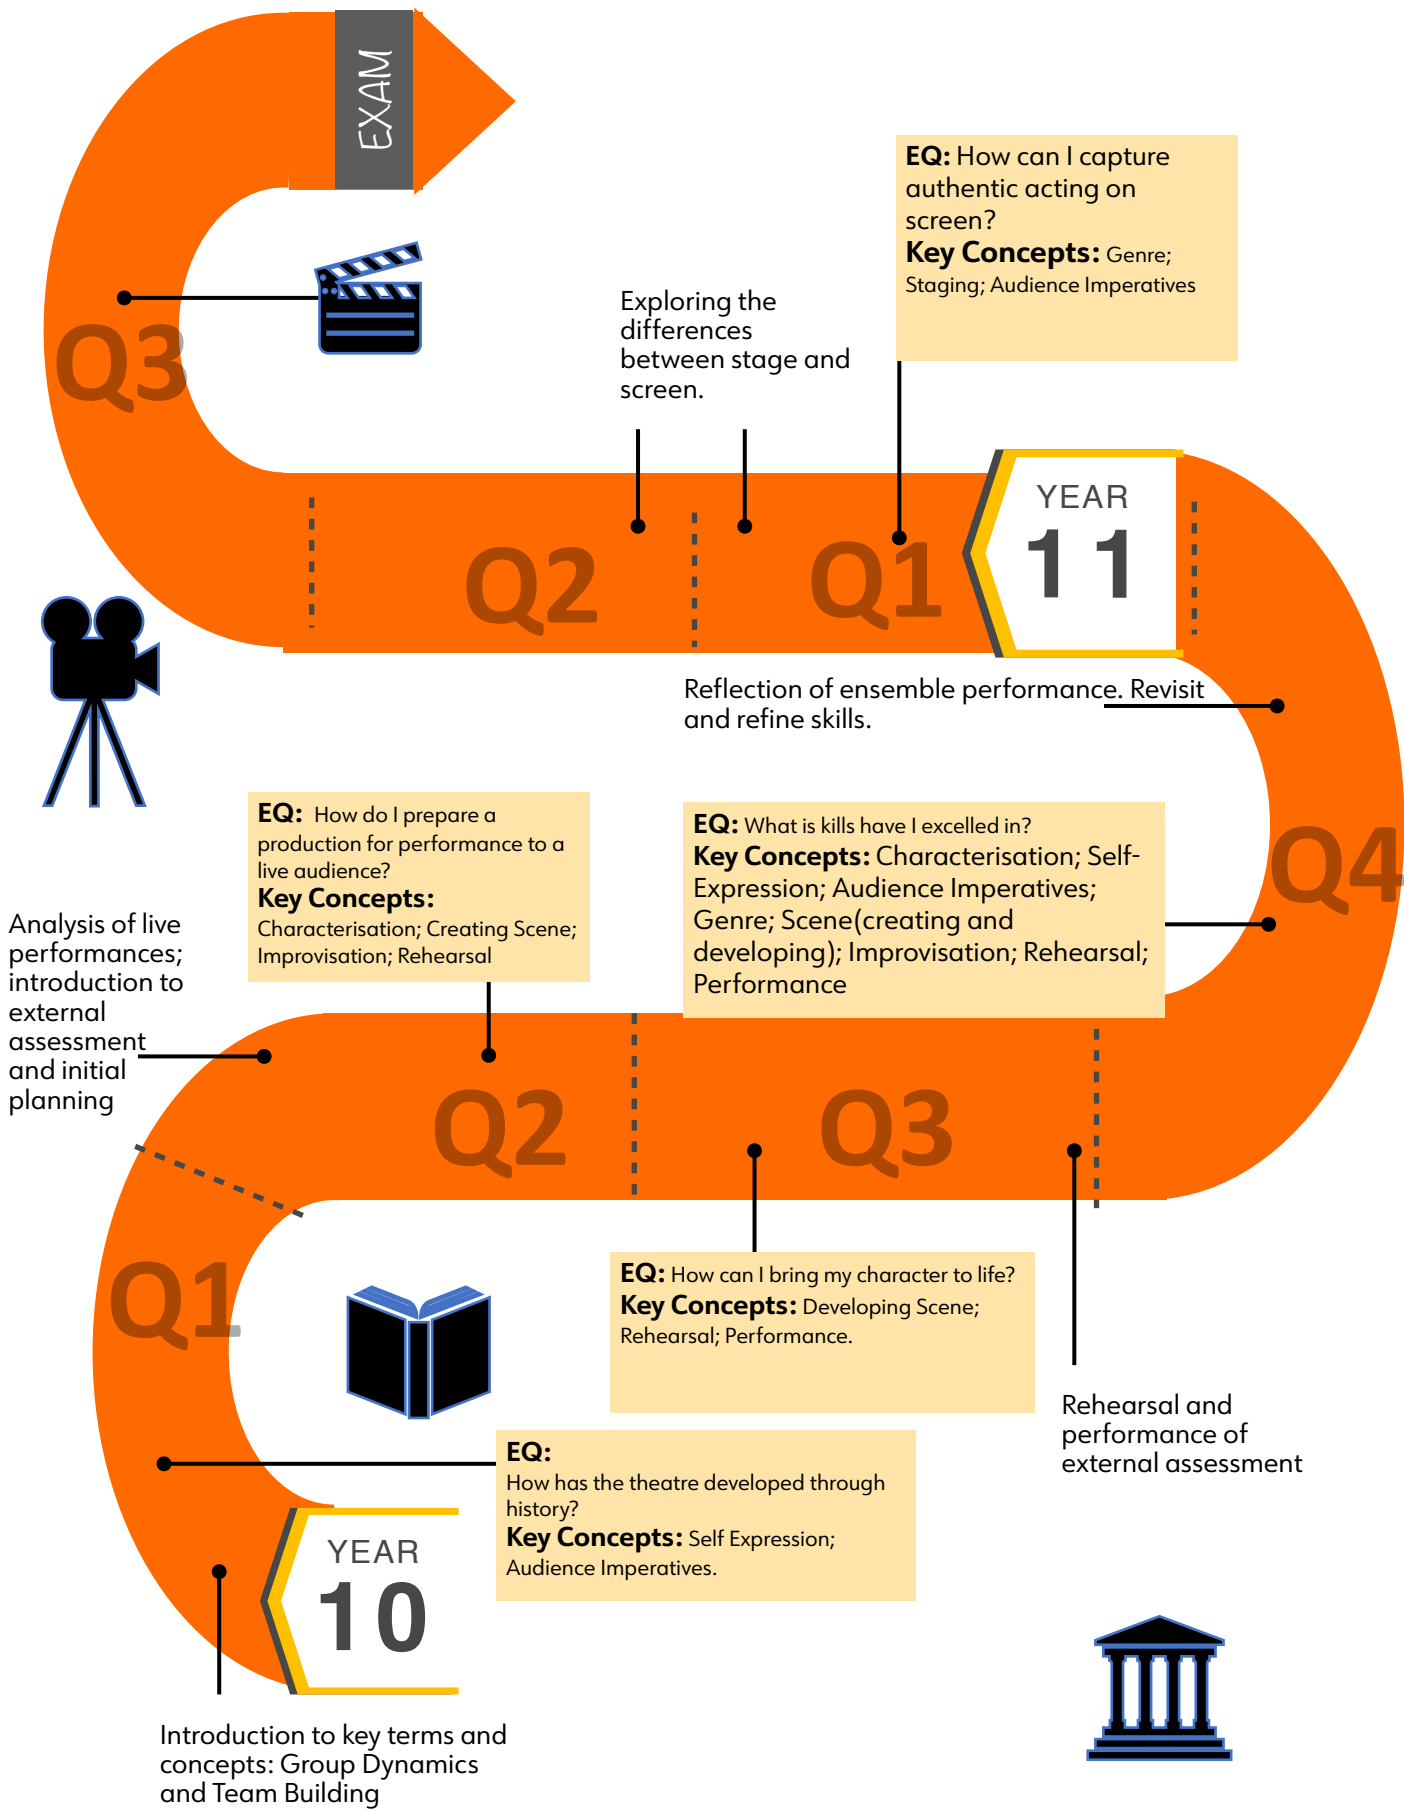 EXAM
EQ: How can I capture
authentic acting on
screen?
Key Concepts: Genre;
Staging; Audience Imperatives
Exploring the
differences
between stage and
screen.
Q3
YEAR
11
Q2
Q1
Reflection of ensemble performance. Revisit
and refine skills.
EQ: How do I prepare a
production for performance to a
live audience?
Key Concepts:
Characterisation; Creating Scene;
Improvisation; Rehearsal
EQ: What is kills have I excelled in?
Key Concepts: Characterisation; Self-
Expression; Audience Imperatives;
Genre; Scene(creating and
developing); Improvisation; Rehearsal;
Performance
Q4
Analysis of live
performances;
introduction to
external
assessment
and initial
planning
Q2
Q3
Q1
EQ: How can I bring my character to life?
Key Concepts: Developing Scene;
Rehearsal; Performance.
Rehearsal and
performance of
external assessment
EQ:
How has the theatre developed through
history?
Key Concepts: Self Expression;
Audience Imperatives.
YEAR
10
Introduction to key terms and
concepts: Group Dynamics
and Team Building